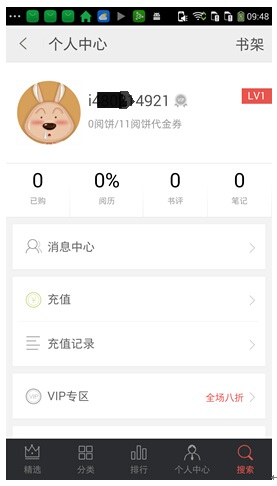 09:48
个人中心 书架
4921
LV1
0阅饼/11阅饼代金券
0 0% 0 0
已购 阅历 书评 笔记
消息中心
充值
充值记录
VIP VIP专区 全场八折
精选 分类 排行 个人中心 搜索